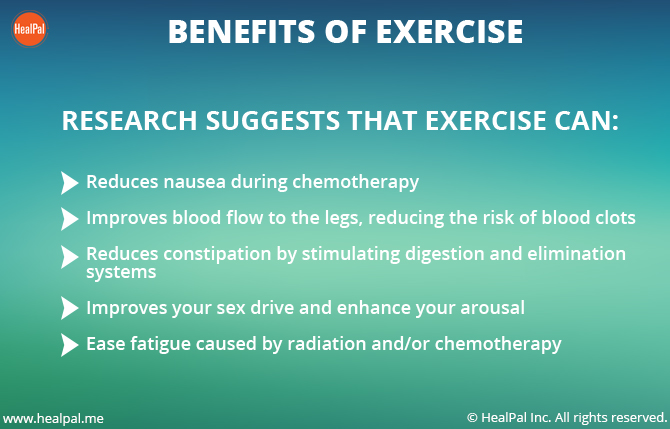 HealPal
BENEFITS OF EXERCISE
RESEARCH SUGGESTS THAT EXERCISE CAN:
Reduces nausea during chemotherapy
Improves blood flow to the legs, reducing the risk of blood clots
Reduces constipation by stimulating digestion and elimination
systems
Improves your sex drive and enhance your arousal
Ease fatigue caused by radiation and/or chemotherapy
www.healpal.me
© HealPal Inc. All rights reserved.